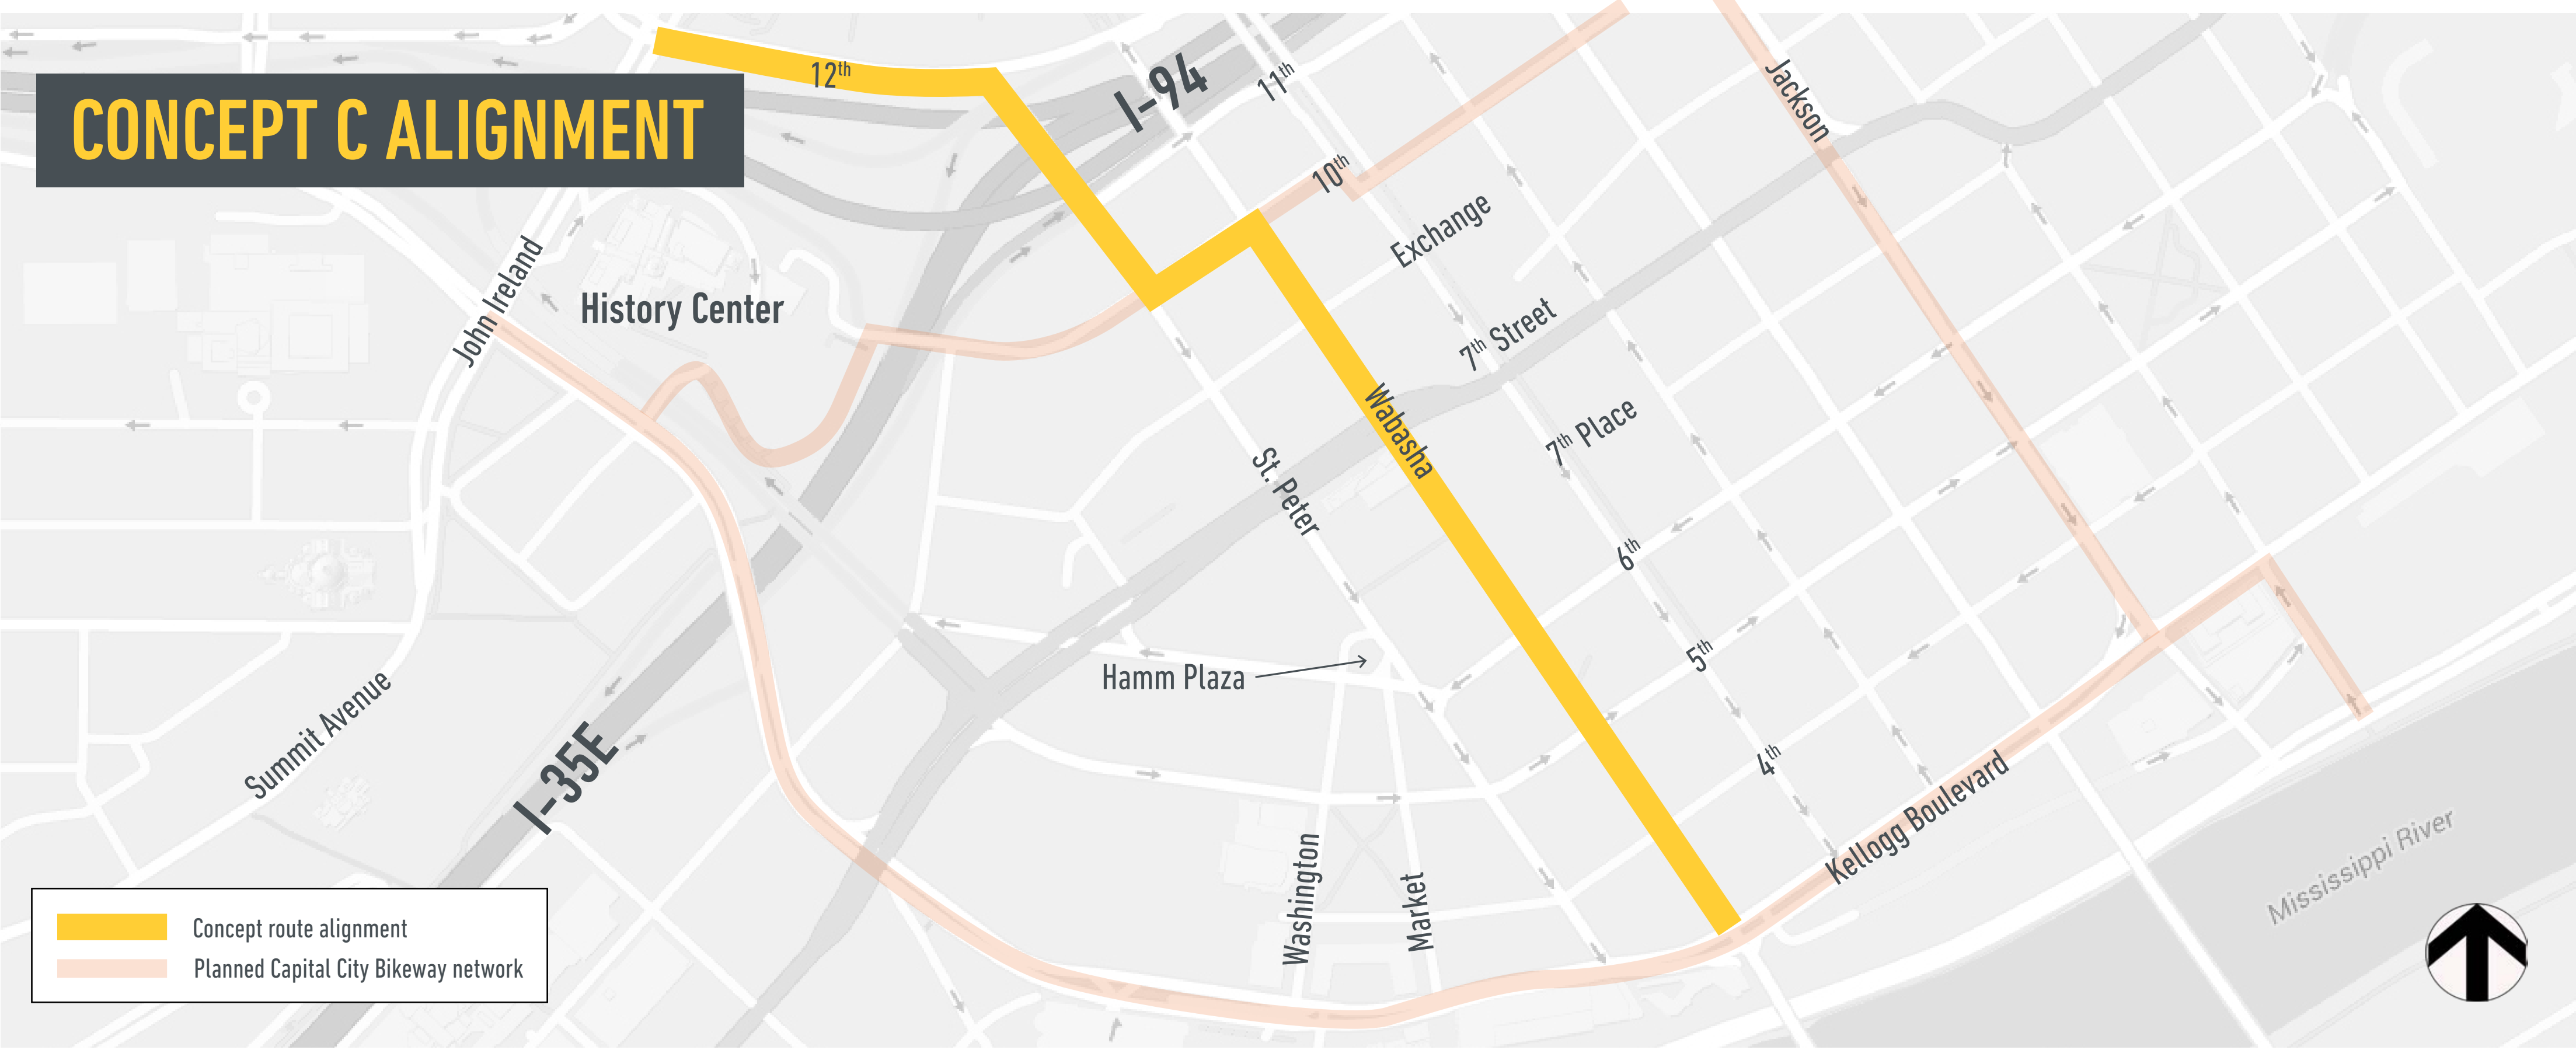 12th
I-94
11th
CONCEPT C ALIGNMENT
Jackson
10th
Exchange
John Ireland
History Center
7th Street
Wabasha
7th Place
St. Peter
6th
Hamm Plaza
5th
Summit Avenue
I-35E
4th
Kellogg Boulevard
Mississippi River
Washington
Market
Concept route alignment
Planned Capital City Bikeway network